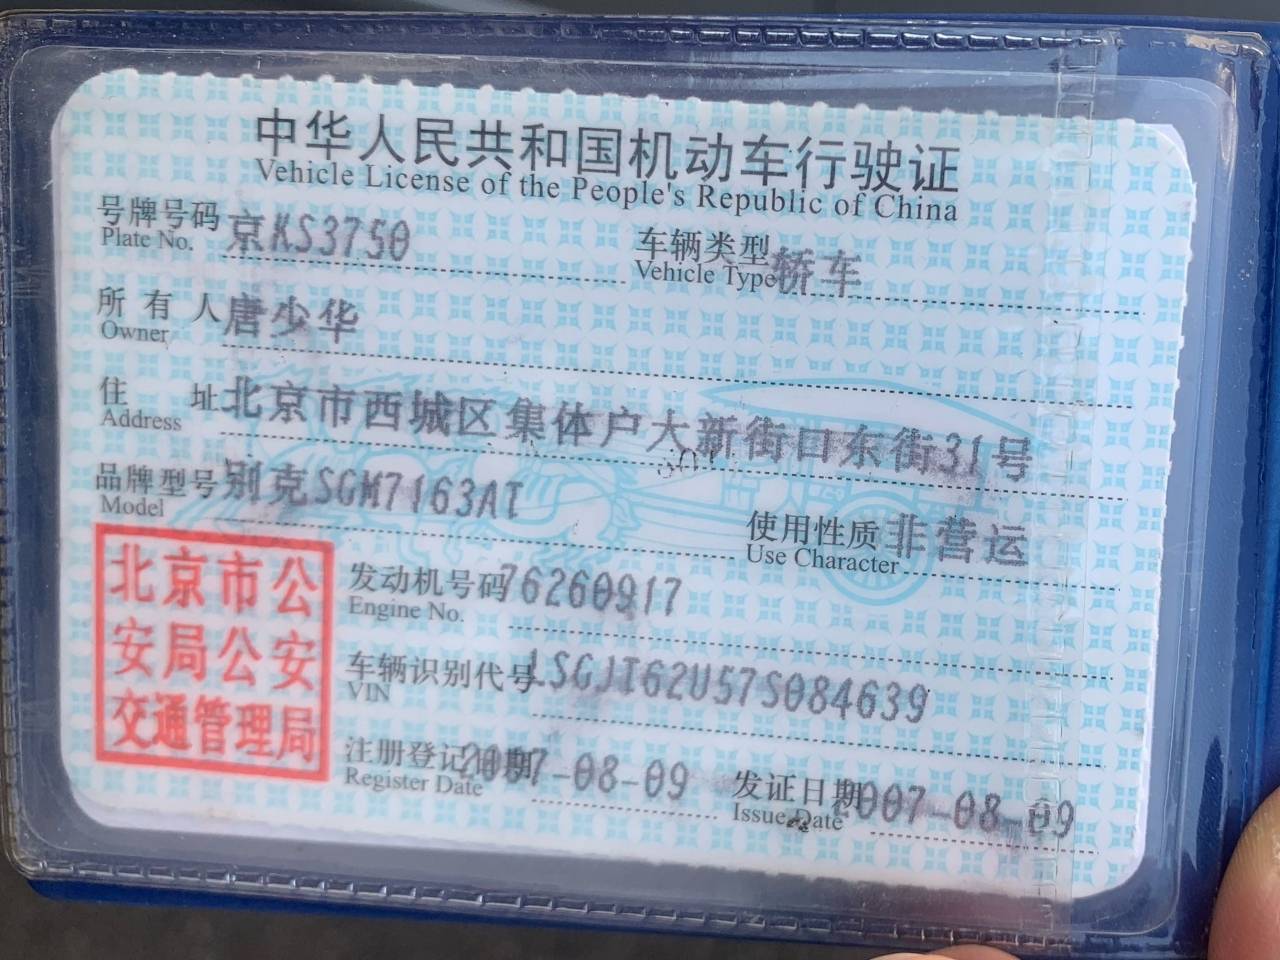 中华人民共和国机动车行驶证
Vehicle License of the People's Republic of China
号牌号码 京KS3750 车辆类型 轿车
Plate No. Vehicle Type
所有人 唐少华
Owner
住址 北京市西城区集体户大新街口东街31号
Address
品牌型号 别克SGM7163AT 使用性质 非营运
Model Use Character
北京市公
安局公安
交通管理局
发动机号码 76260917
Engine No.
车辆识别代号 LSGJT62U57S084639
VIN
注册登记日期 2007-08-09 发证日期 2007-08-09
Register Date Issue Date